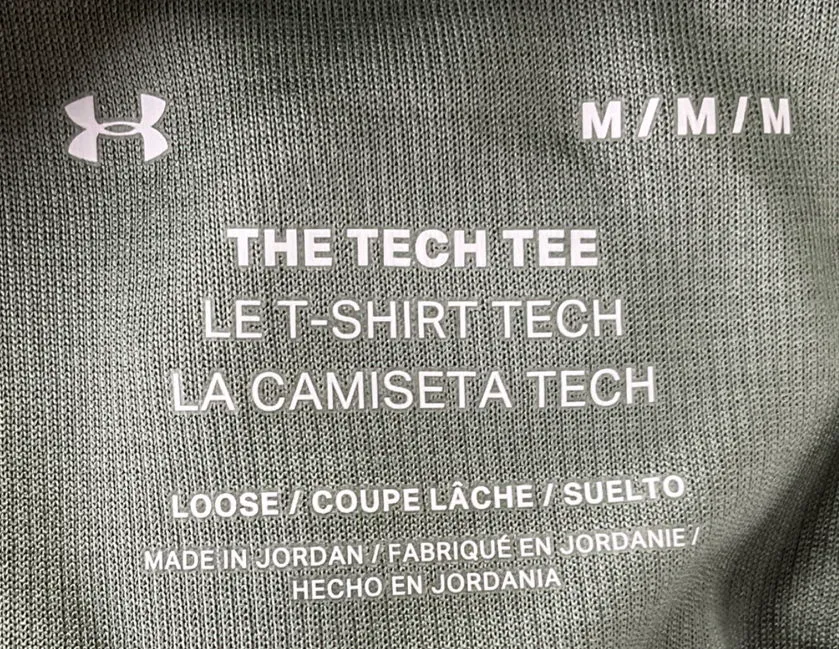 M / M / M
THE TECH TEE
LE T-SHIRT TECH
LA CAMISETA TECH
LOOSE / COUPE LÂCHE / SUELTO
MADE IN JORDAN / FABRIQUÉ EN JORDANIE /
HECHO EN JORDANIA